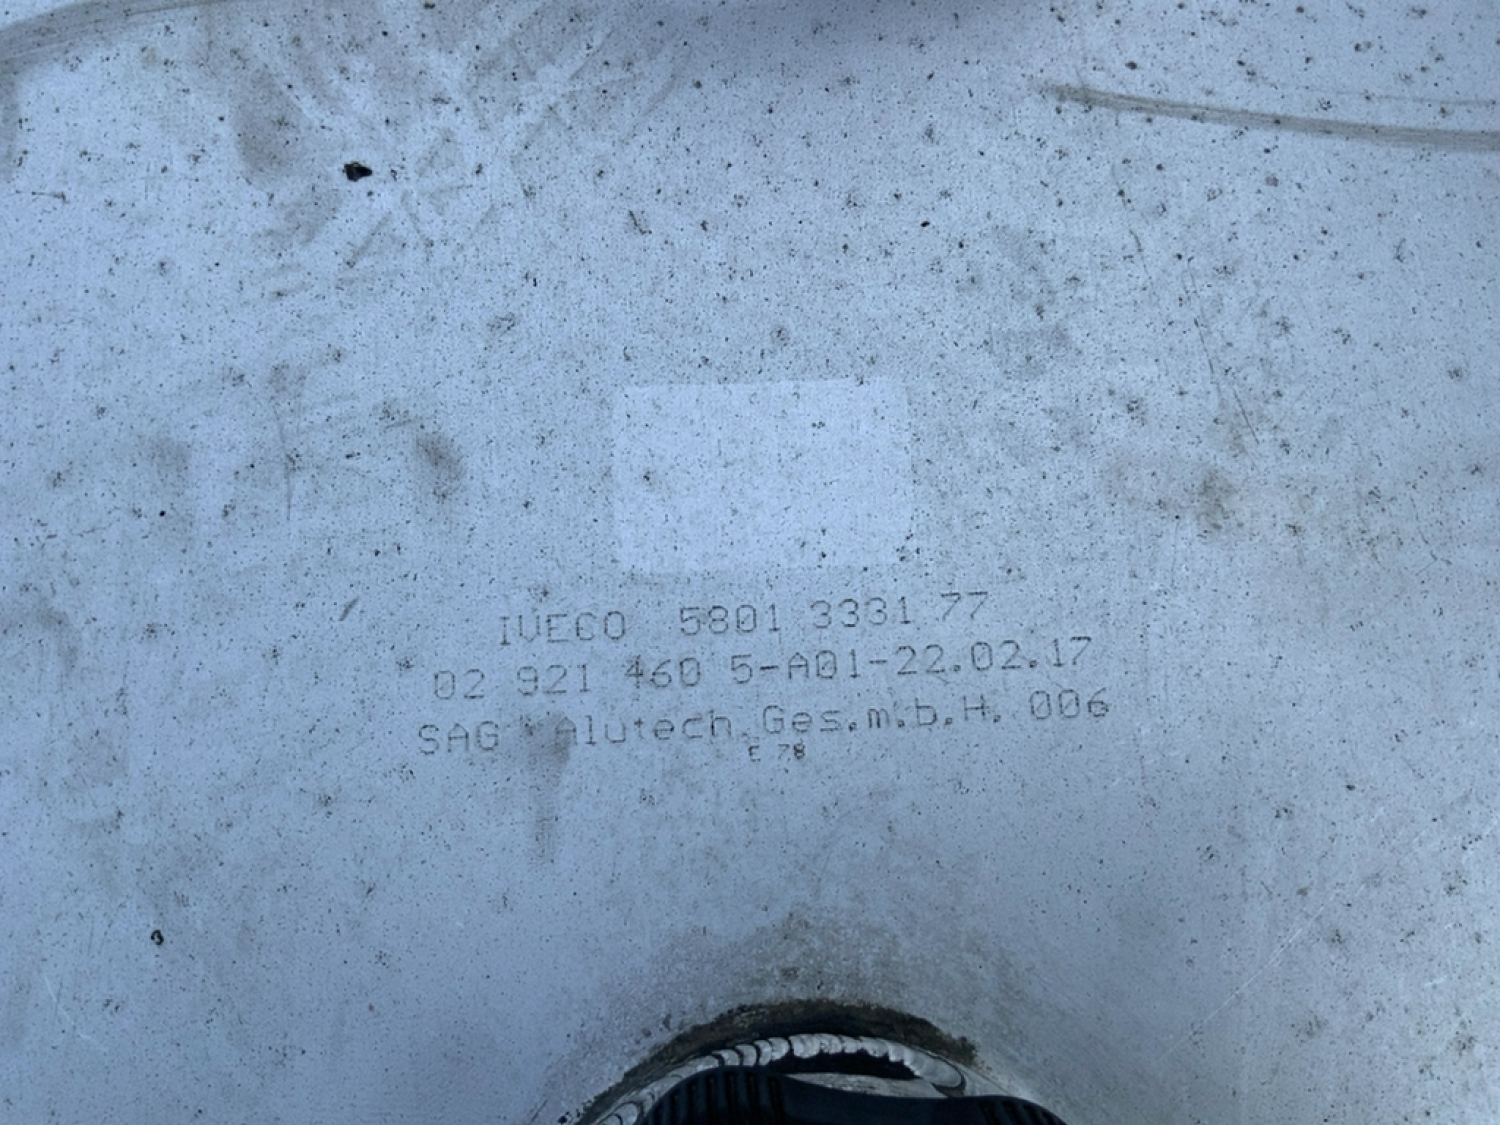 IVECO 5801 3331 77
02 921 460 5-A01-22.02.17
SAG Alutech Ges.m.b.H. 006
E 78